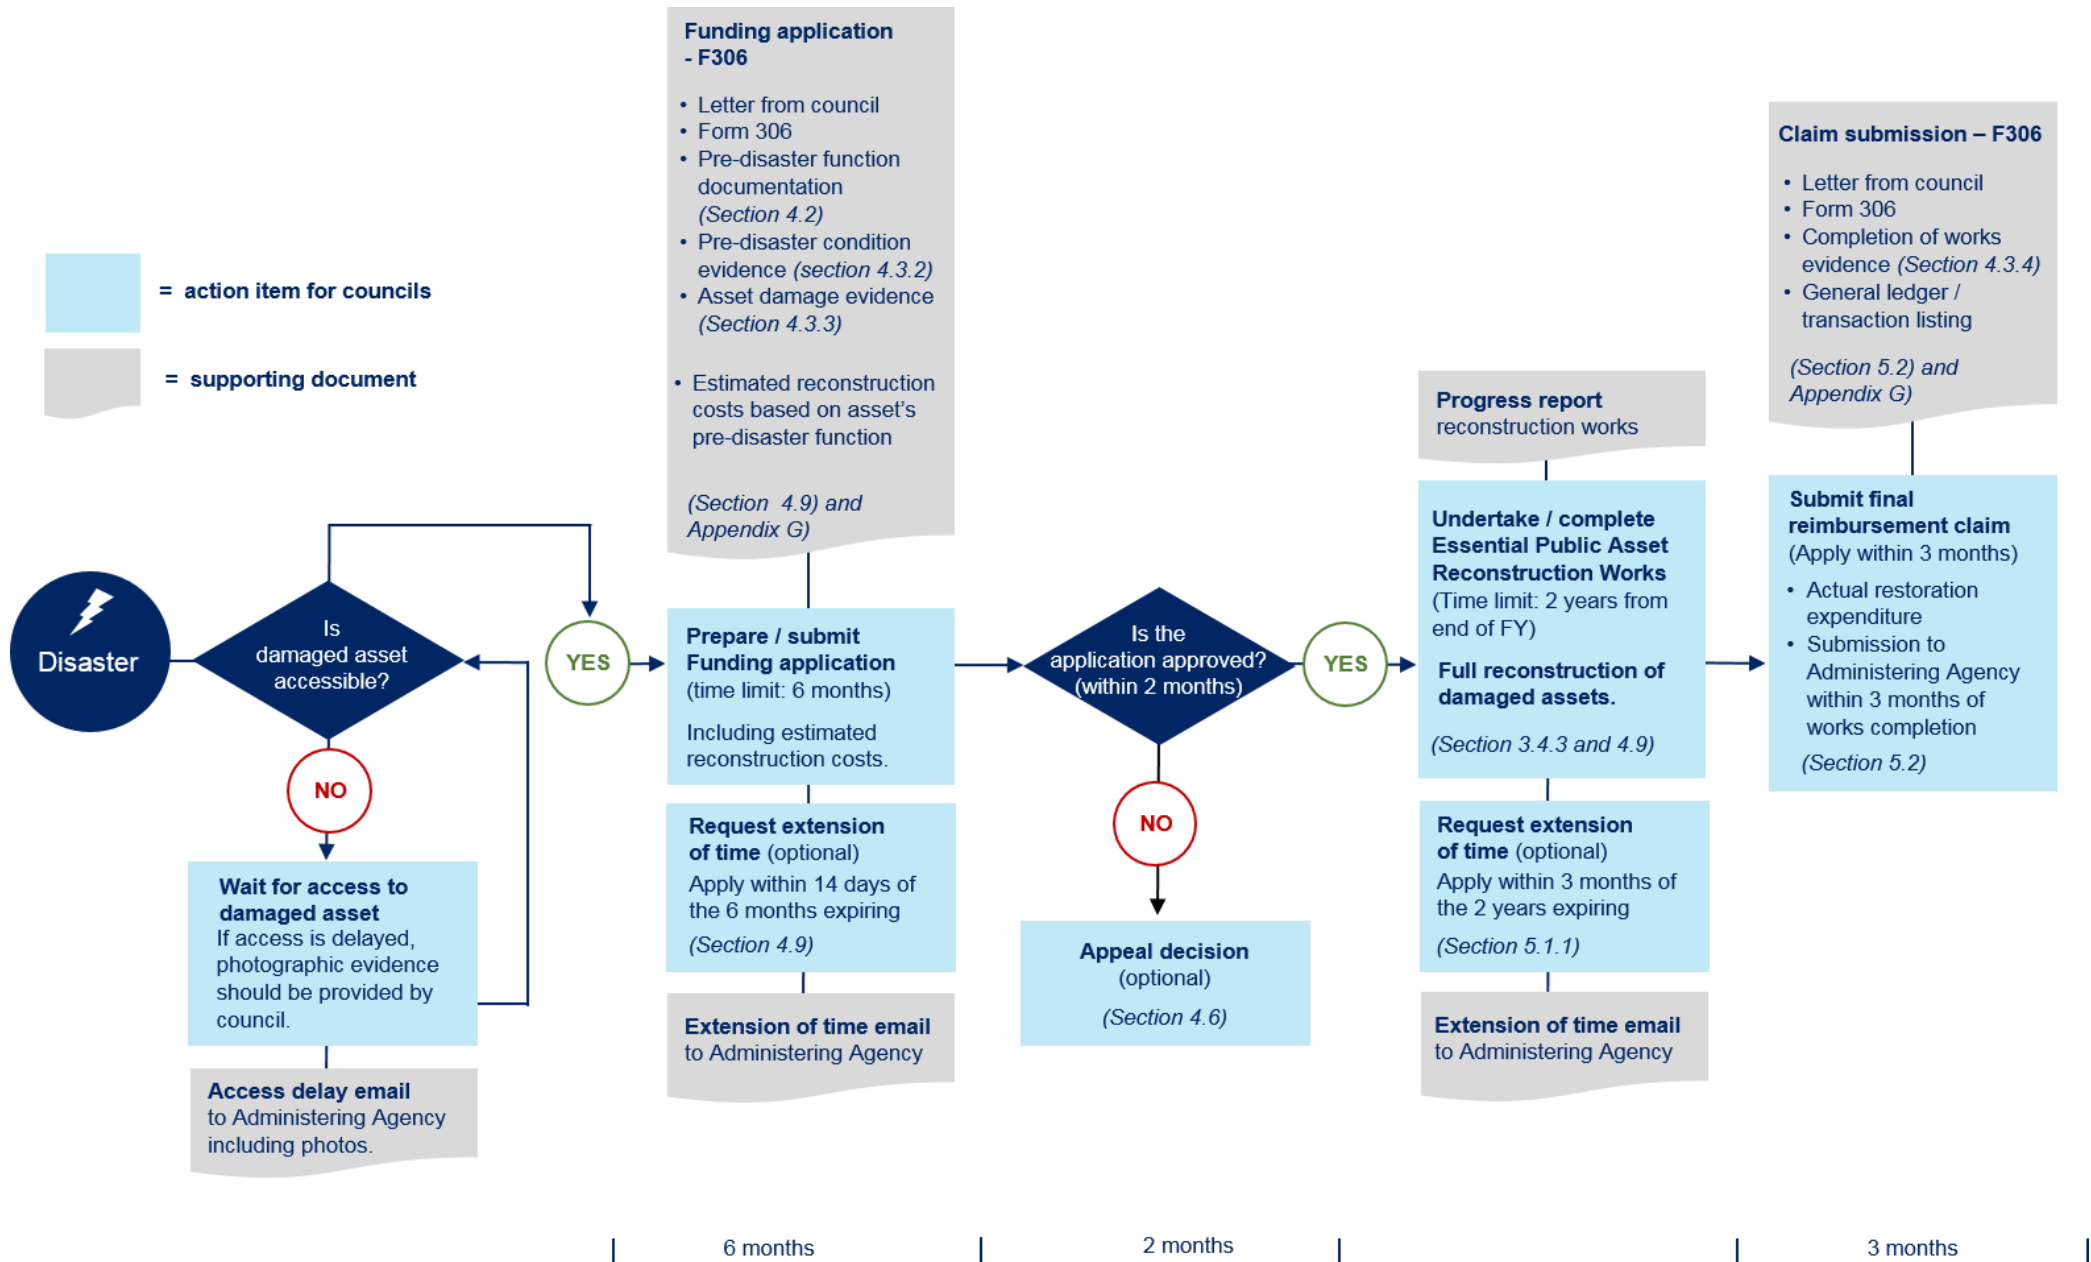 = action item for councils
= supporting document
Disaster
Is
damaged asset
accessible?
NO
Wait for access to
damaged asset
If access is delayed,
photographic evidence
should be provided by
council.
Access delay email
to Administering Agency
including photos.
YES
Funding application
- F306
• Letter from council
• Form 306
• Pre-disaster function
documentation
(Section 4.2)
• Pre-disaster condition
evidence (section 4.3.2)
• Asset damage evidence
(Section 4.3.3)
• Estimated reconstruction
costs based on asset’s
pre-disaster function
(Section 4.9) and
Appendix G)
Prepare / submit
Funding application
(time limit: 6 months)
Including estimated
reconstruction costs.
Request extension
of time (optional)
Apply within 14 days of
the 6 months expiring
(Section 4.9)
Extension of time email
to Administering Agency
Is the
application approved?
(within 2 months)
NO
Appeal decision
(optional)
(Section 4.6)
YES
Progress report
reconstruction works
Undertake / complete
Essential Public Asset
Reconstruction Works
(Time limit: 2 years from
end of FY)
Full reconstruction of
damaged assets.
(Section 3.4.3 and 4.9)
Request extension
of time (optional)
Apply within 3 months of
the 2 years expiring
(Section 5.1.1)
Extension of time email
to Administering Agency
Claim submission – F306
• Letter from council
• Form 306
• Completion of works
evidence (Section 4.3.4)
• General ledger /
transaction listing
(Section 5.2) and
Appendix G)
Submit final
reimbursement claim
(Apply within 3 months)
• Actual restoration
expenditure
• Submission to
Administering Agency
within 3 months of
works completion
(Section 5.2)
6 months
2 months
3 months